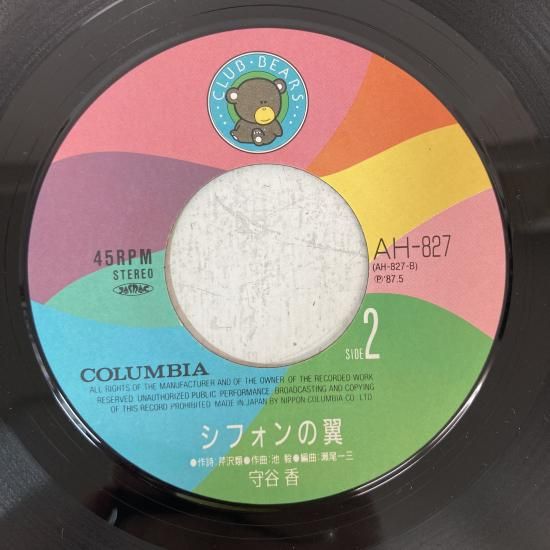 CLUB・BEARS
45RPM
STEREO
JASRAC
AH-827
(AH-827-B)
Ⓟ'87.5
SIDE 2
COLUMBIA
ALL RIGHTS OF THE MANUFACTURER AND OF THE OWNER OF THE RECORDED WORK
RESERVED. UNAUTHORIZED PUBLIC PERFORMANCE, BROADCASTING AND COPYING
OF THIS RECORD PROHIBITED. MADE IN JAPAN BY NIPPON COLUMBIA CO. LTD.
シフォンの翼
●作詩:芹沢類●作曲:池 毅●編曲:瀬尾一三
守谷 香